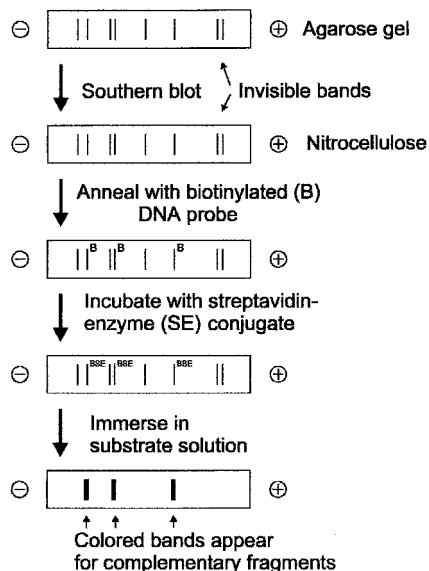 ⊖ ⊕ Agarose gel
Southern blot Invisible bands
⊖ ⊕ Nitrocellulose
Anneal with biotinylated (B)
DNA probe
B B B
⊖ ⊕
Incubate with streptavidin-
enzyme (SE) conjugate
BSE BSE BSE
⊖ ⊕
Immerse in
substrate solution
⊖ ⊕
Colored bands appear
for complementary fragments